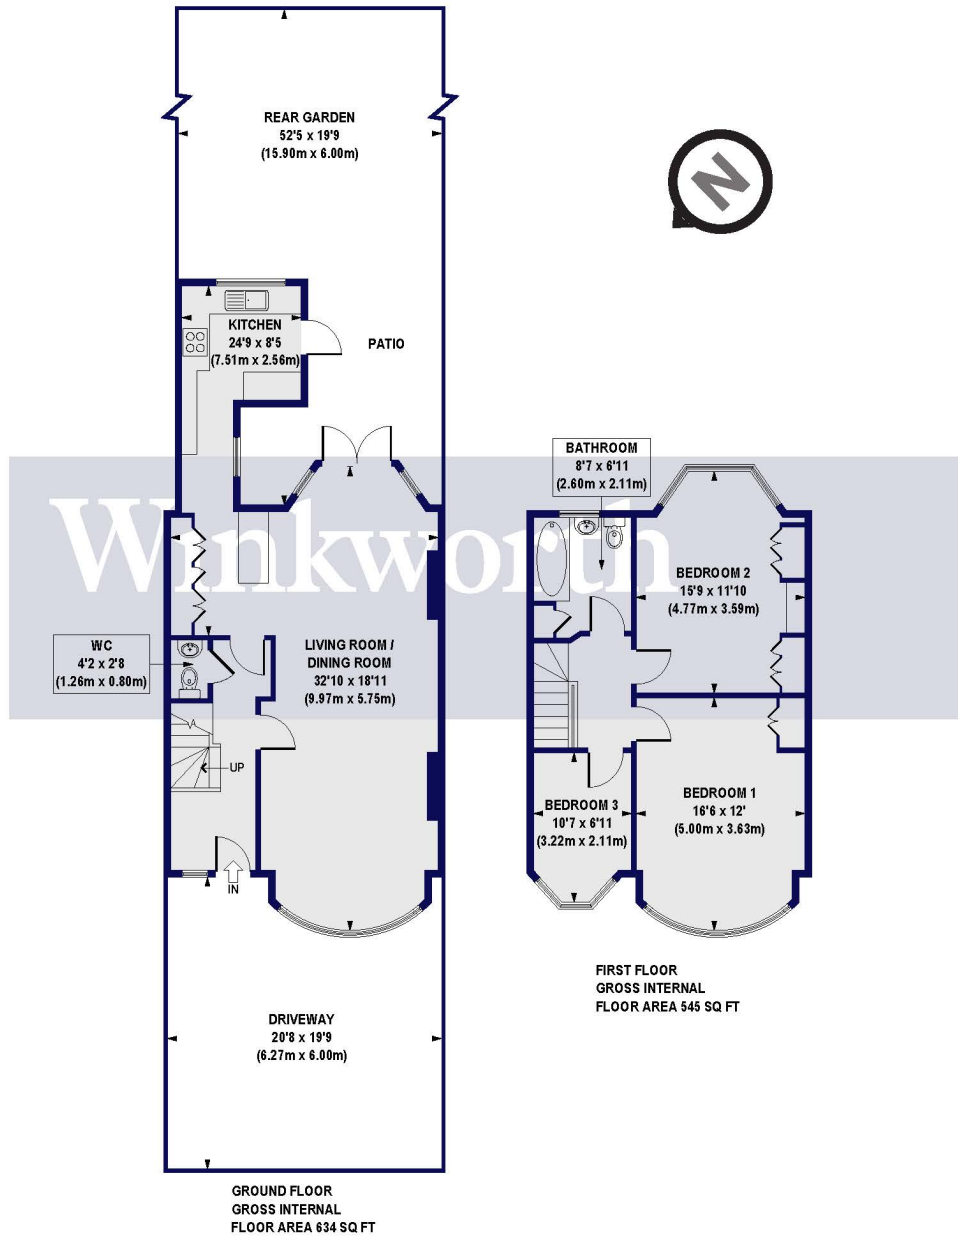 REAR GARDEN
52'5 x 19'9
(15.90m x 6.00m)
N
KITCHEN
24'9 x 8'5
(7.51m x 2.56m)
PATIO
BATHROOM
8'7 x 6'11
(2.60m x 2.11m)
Winkworth
BEDROOM 2
15'9 x 11'10
(4.77m x 3.59m)
WC
4'2 x 2'8
(1.26m x 0.80m)
LIVING ROOM /
DINING ROOM
32'10 x 18'11
(9.97m x 5.75m)
UP
BEDROOM 3
10'7 x 6'11
(3.22m x 2.11m)
BEDROOM 1
16'6 x 12'
(5.00m x 3.63m)
IN
FIRST FLOOR
GROSS INTERNAL
FLOOR AREA 545 SQ FT
DRIVEWAY
20'8 x 19'9
(6.27m x 6.00m)
GROUND FLOOR
GROSS INTERNAL
FLOOR AREA 634 SQ FT